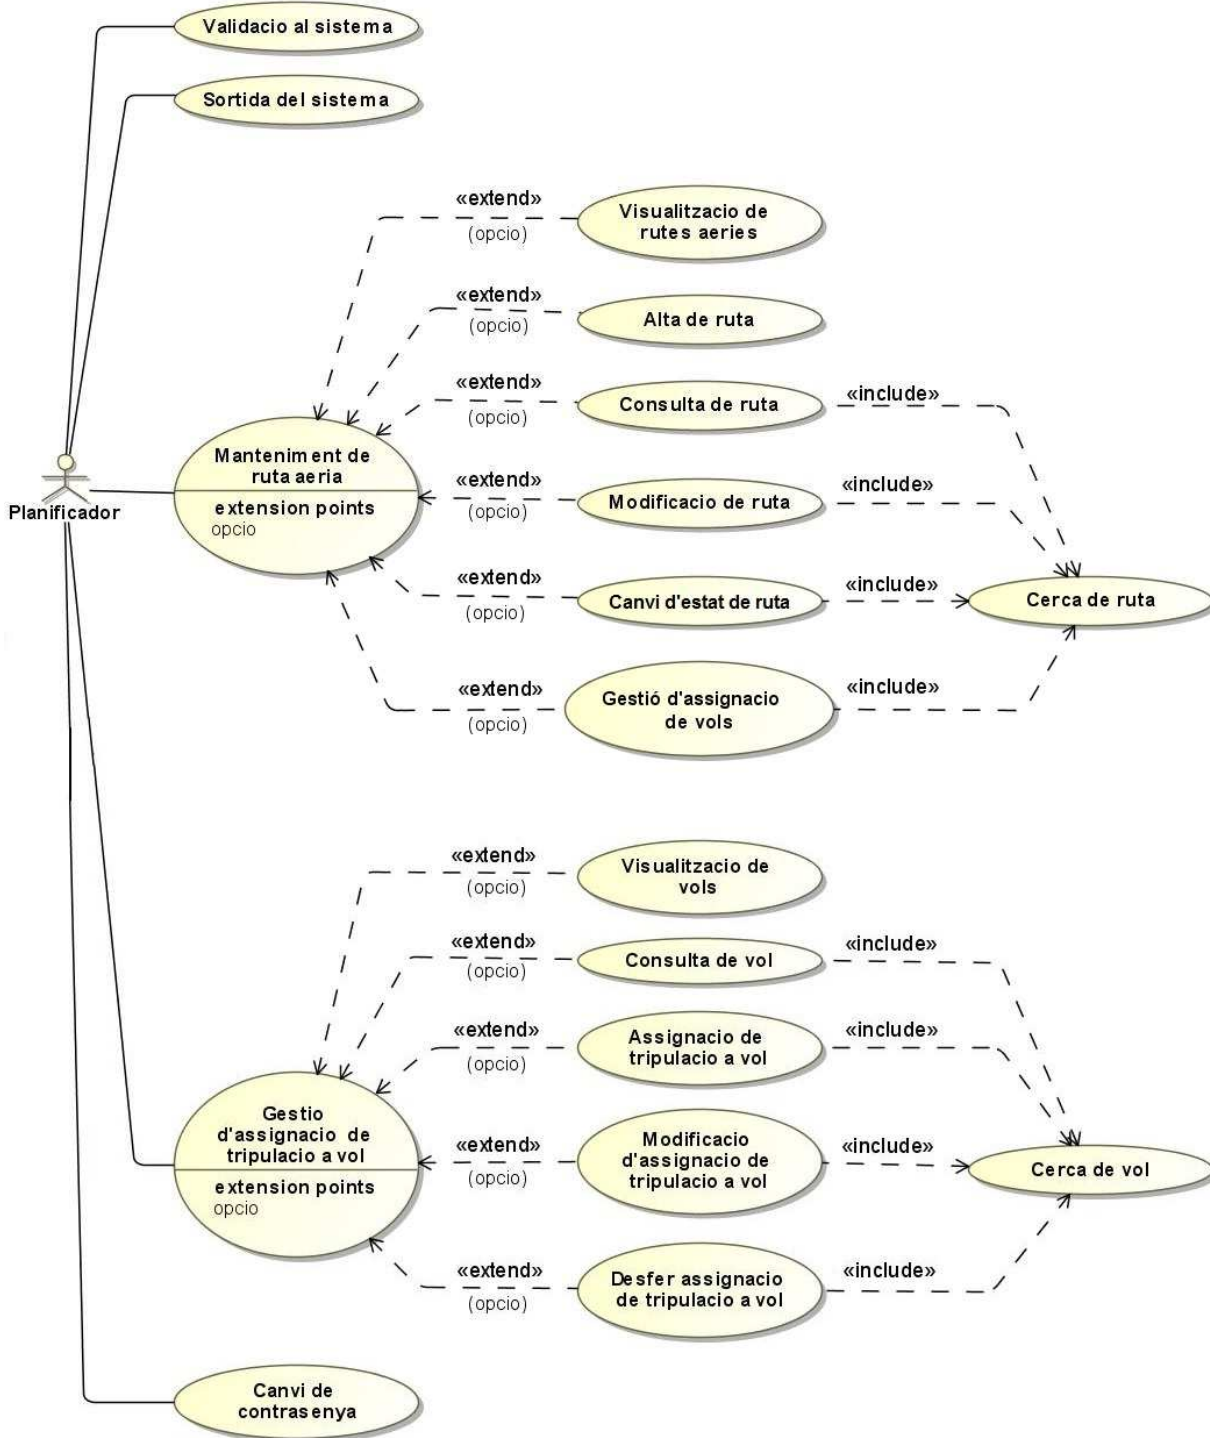 Validacio al sistema
Sortida del sistema
«extend»
(opcio)
Visualitzacio de
rutes aeries
«extend»
(opcio)
Alta de ruta
«extend»
(opcio)
Consulta de ruta
«include»
Manteniment de
ruta aeria
extension points
opcio
Planificador
«extend»
(opcio)
Modificacio de ruta
«include»
«extend»
(opcio)
Canvi d'estat de ruta
«include»
Cerca de ruta
«extend»
(opcio)
Gestió d'assignacio
de vols
«include»
«extend»
(opcio)
Visualitzacio de
vols
«extend»
(opcio)
Consulta de vol
«include»
«extend»
(opcio)
Assignacio de
tripulacio a vol
«include»
Gestio
d'assignacio de
tripulacio a vol
extension points
opcio
«extend»
(opcio)
Modificacio
d'assignacio de
tripulacio a vol
«include»
Cerca de vol
«extend»
(opcio)
Desfer assignacio
de tripulacio a vol
«include»
Canvi de
contrasenya